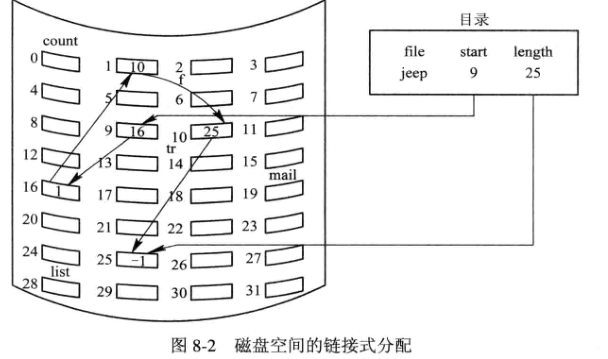 目录
file start length
jeep 9 25
count
0 1 10 2 3
f
4 5 6 7
8 9 16 10 25 11
tr
12 13 14 15
mail
16 1 17 18 19
20 21 22 23
24 25 -1 26 27
list
28 29 30 31
图 8-2 磁盘空间的链接式分配